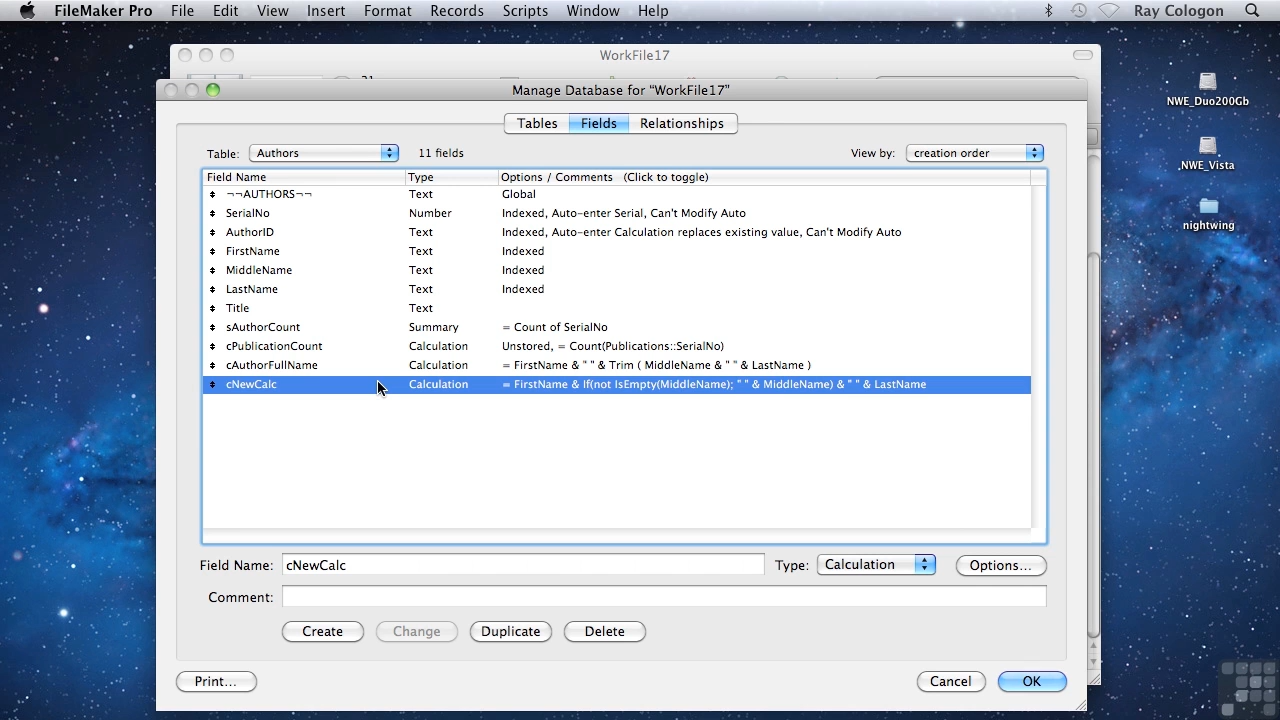 FileMaker Pro File Edit View Insert Format Records Scripts Window Help Ray Cologon
WorkFile17
Manage Database for “WorkFile17”
NWE_Duo200Gb
Tables Fields Relationships
Table: Authors 11 fields View by: creation order
NWE_Vista
Field Name Type Options / Comments (Click to toggle)
¬¬AUTHORS¬¬ Text Global
SerialNo Number Indexed, Auto-enter Serial, Can't Modify Auto
nightwing
AuthorID Text Indexed, Auto-enter Calculation replaces existing value, Can't Modify Auto
FirstName Text Indexed
MiddleName Text Indexed
LastName Text Indexed
Title Text
sAuthorCount Summary = Count of SerialNo
cPublicationCount Calculation Unstored, = Count(Publications::SerialNo)
cAuthorFullName Calculation = FirstName & " " & Trim ( MiddleName & " " & LastName )
cNewCalc Calculation = FirstName & If(not IsEmpty(MiddleName); " " & MiddleName) & " " & LastName
Field Name: cNewCalc Type: Calculation Options...
Comment:
Create Change Duplicate Delete
Print... Cancel OK